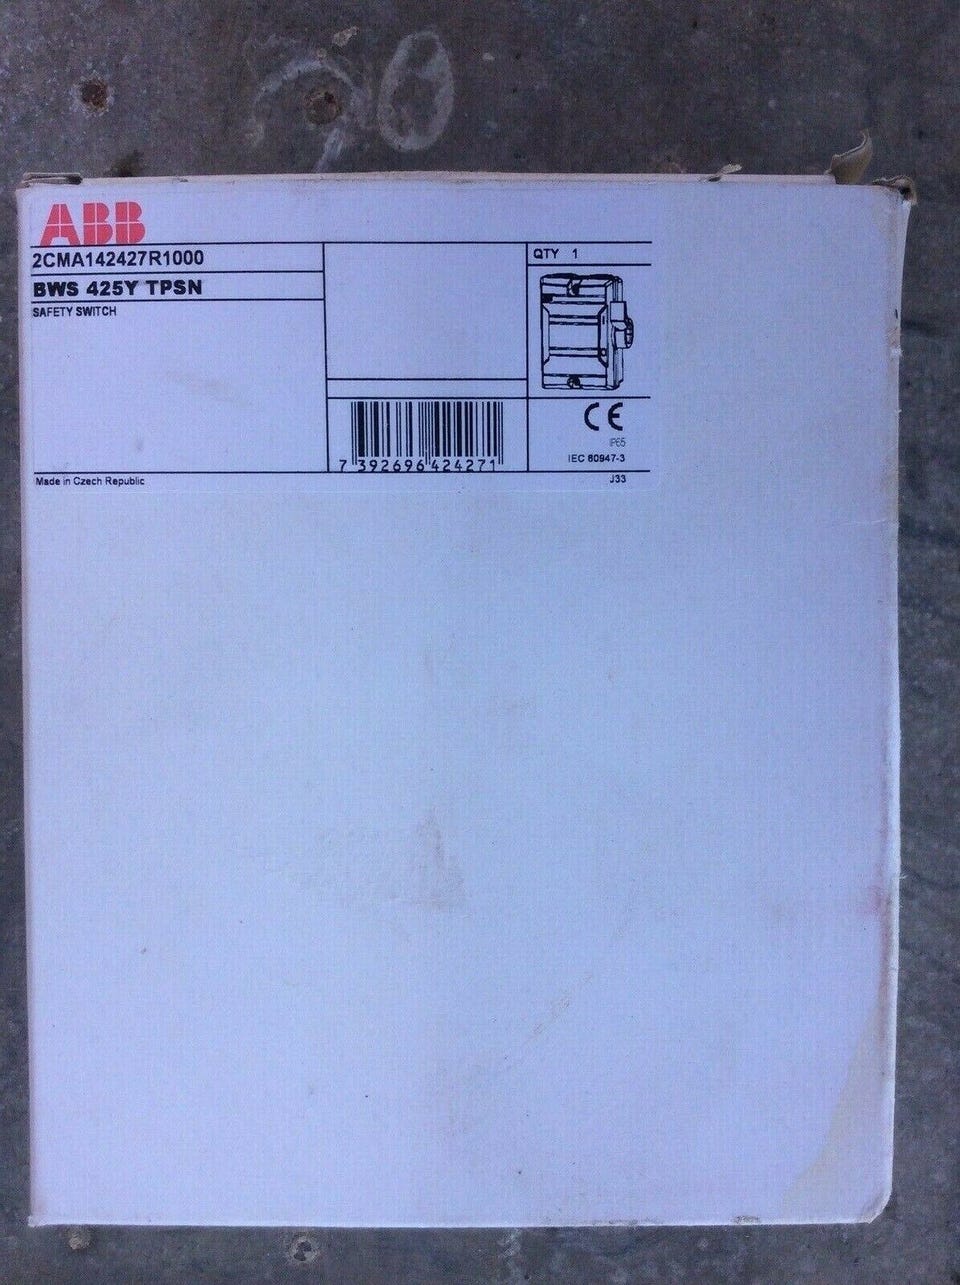 ABB
2CMA142427R1000
BWS 425Y TPSN
SAFETY SWITCH
QTY 1
7 392696 424271
CE
IP65
IEC 60947-3
Made in Czech Republic
J33